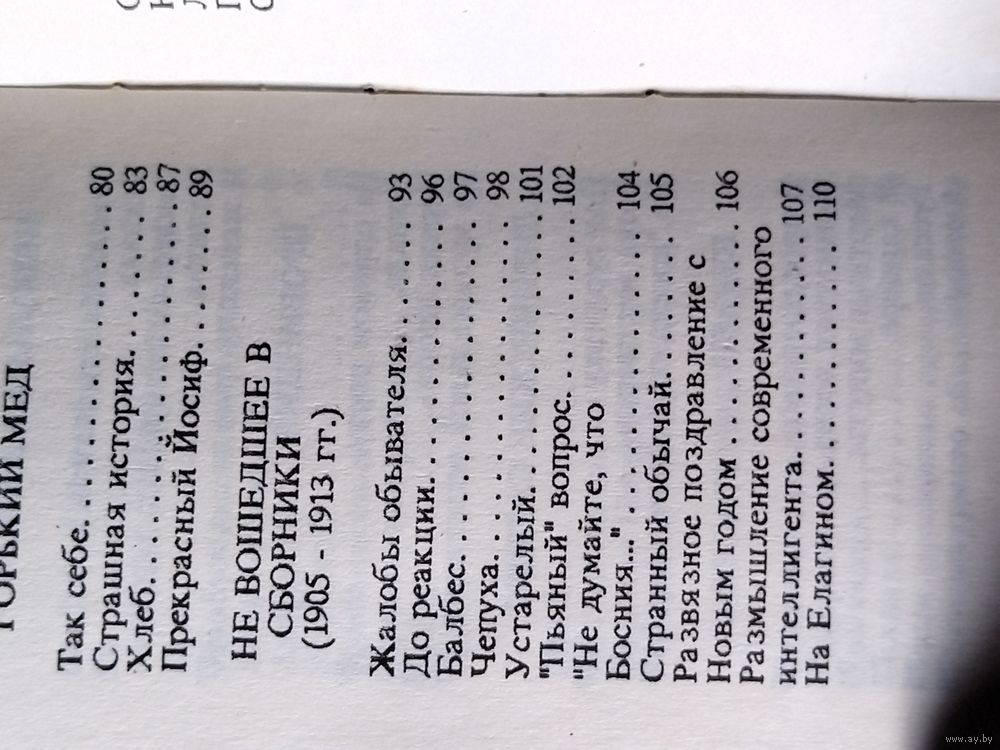 ГОРЬКИЙ МЕД
Так себе........................80
Страшная история............83
Хлеб............................87
Прекрасный Йосиф...........89
НЕ ВОШЕДШЕЕ В
СБОРНИКИ
(1905 - 1913 гг.)
Жалобы обывателя...........93
До реакции.....................96
Балбес..........................97
Чепуха..........................98
Устарелый.....................101
"Пьяный" вопрос.............102
"Не думайте, что
Босния..."......................104
Странный обычай............105
Развязное поздравление с
Новым годом..................106
Размышление современного
интеллигента..................107
На Елагином...................110
www.ay.by